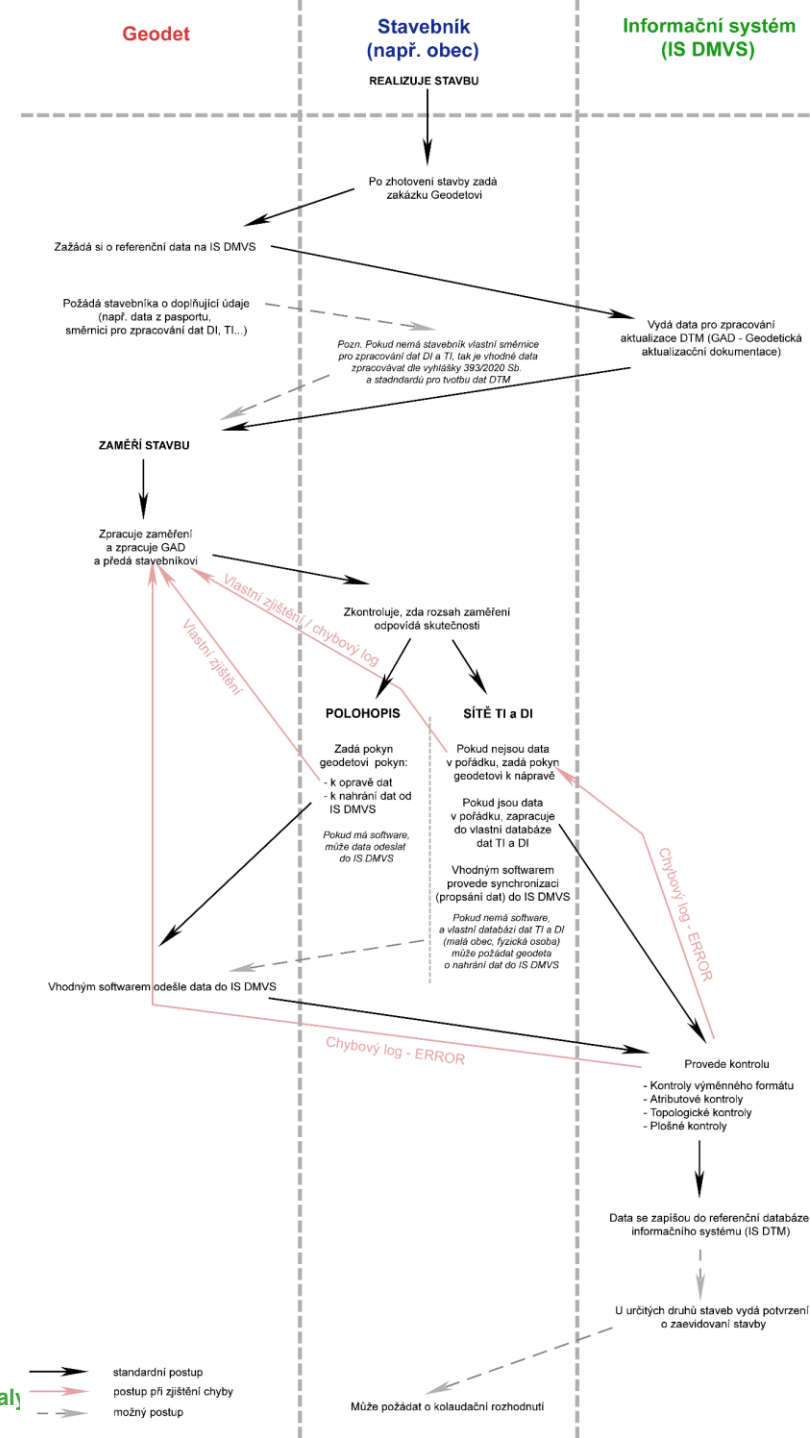 Geodet
Stavebník
(např. obec)
Informační systém
(IS DMVS)
REALIZUJE STAVBU
Po zhotovení stavby zadá
zakázku Geodetovi
Zažádá si o referenční data na IS DMVS
Požádá stavebníka o doplňující údaje
(např. data z pasportu,
směrnici pro zpracování dat DI, TI...)
Pozn. Pokud nemá stavebník vlastní směrnice
pro zpracování dat DI a TI, tak je vhodné data
zpracovávat dle vyhlášky 393/2020 Sb.
a stadndardů pro tvotbu dat DTM
Vydá data pro zpracování
aktualizace DTM (GAD - Geodetická
aktualizacční dokumentace)
ZAMĚŘÍ STAVBU
Zpracuje zaměření
a zpracuje GAD
a předá stavebníkovi
Vlastní zjištění / chybový log
Vlastní zjištění
Zkontroluje, zda rozsah zaměření
odpovídá skutečnosti
POLOHOPIS
Zadá pokyn
geodetovi pokyn:
- k opravě dat
- k nahrání dat od
IS DMVS
Pokud má software,
může data odeslat
do IS DMVS
SÍTĚ TI a DI
Pokud nejsou data
v pořádku, zadá pokyn
geodetovi k nápravě
Pokud jsou data
v pořádku, zapracuje
do vlastní databáze
dat TI a DI
Vhodným softwarem
provede synchronizaci
(propsání dat) do IS DMVS
Pokud nemá software,
a vlastní databázi dat TI a DI
(malá obec, fyzická osoba)
může požádat geodeta
o nahrání dat do IS DMVS
Chybový log - ERROR
Vhodným softwarem odešle data do IS DMVS
Chybový log - ERROR
Provede kontrolu
- Kontroly výměnného formátu
- Atributové kontroly
- Topologické kontroly
- Plošné kontroly
Data se zapíšou do referenční databáze
informačního systému (IS DTM)
U určitých druhů staveb vydá potvrzení
o zaevidovaní stavby
Může požádat o kolaudační rozhodnutí
standardní postup
postup při zjištění chyby
možný postup